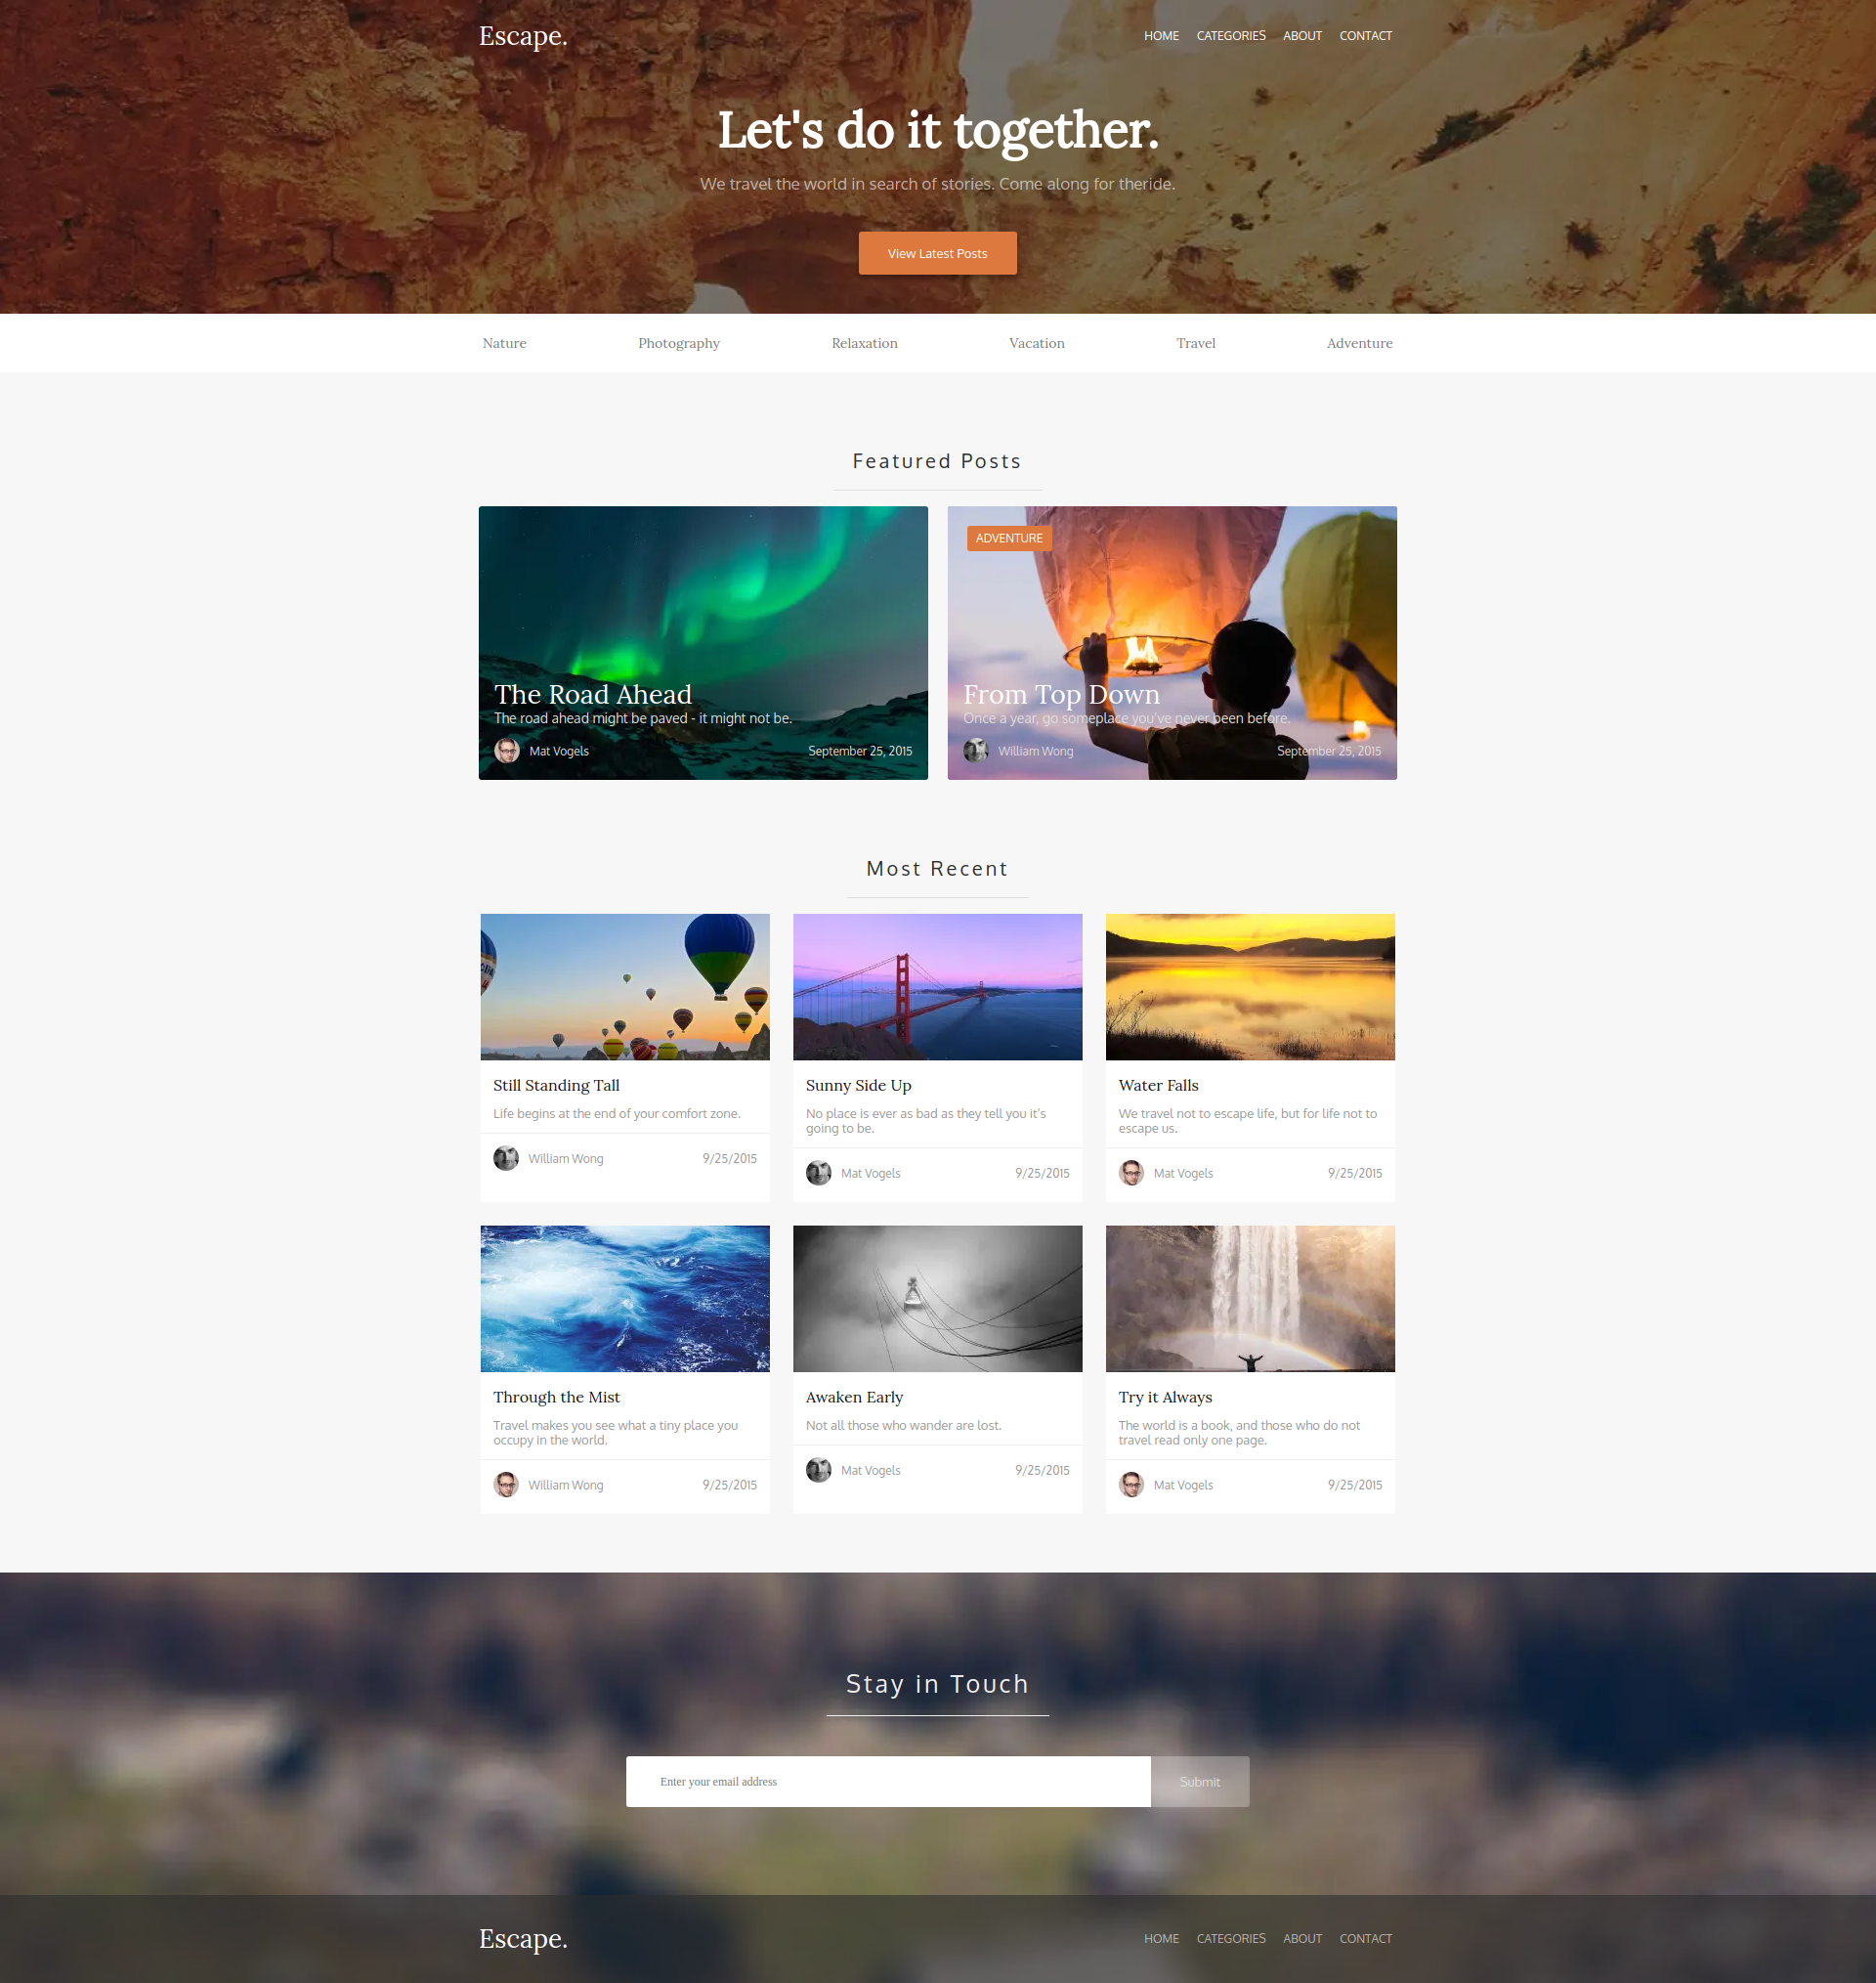 Escape.
HOME CATEGORIES ABOUT CONTACT
Let's do it together.
We travel the world in search of stories. Come along for theride.
View Latest Posts
Nature Photography Relaxation Vacation Travel Adventure
Featured Posts
The Road Ahead
The road ahead might be paved - it might not be.
Mat Vogels September 25, 2015
ADVENTURE
From Top Down
Once a year, go someplace you've never been before.
William Wong September 25, 2015
Most Recent
Still Standing Tall
Life begins at the end of your comfort zone.
William Wong 9/25/2015
Sunny Side Up
No place is ever as bad as they tell you it's
going to be.
Mat Vogels 9/25/2015
Water Falls
We travel not to escape life, but for life not to
escape us.
Mat Vogels 9/25/2015
Through the Mist
Travel makes you see what a tiny place you
occupy in the world.
William Wong 9/25/2015
Awaken Early
Not all those who wander are lost.
Mat Vogels 9/25/2015
Try it Always
The world is a book, and those who do not
travel read only one page.
Mat Vogels 9/25/2015
Stay in Touch
Enter your email address
Submit
Escape.
HOME CATEGORIES ABOUT CONTACT